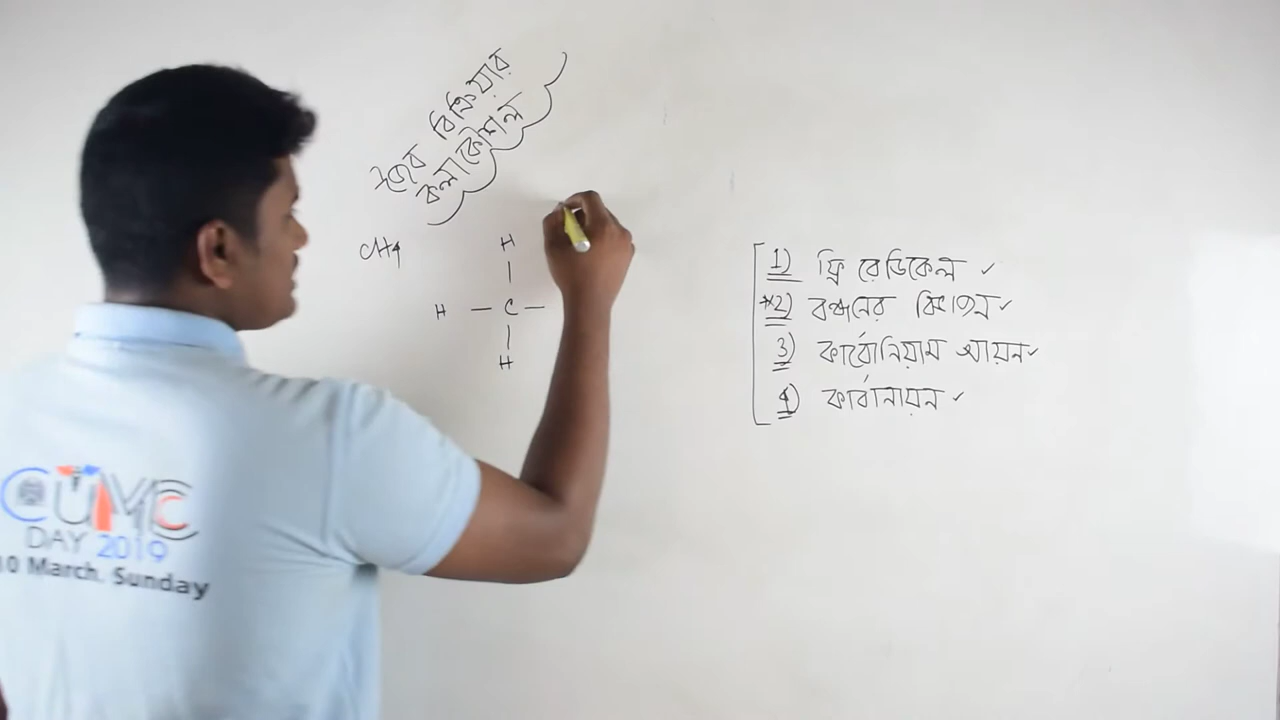 জৈব বিক্রিয়ার
কলাকৌশল
CH4
H
H — C —
H
1) ফ্রি রেডিকেল ✓
*2) বন্ধনের বিভাজন ✓
3) কার্বোনিয়াম আয়ন ✓
4) কার্বানায়ন ✓
CUMC
DAY 2019
10 March, Sunday